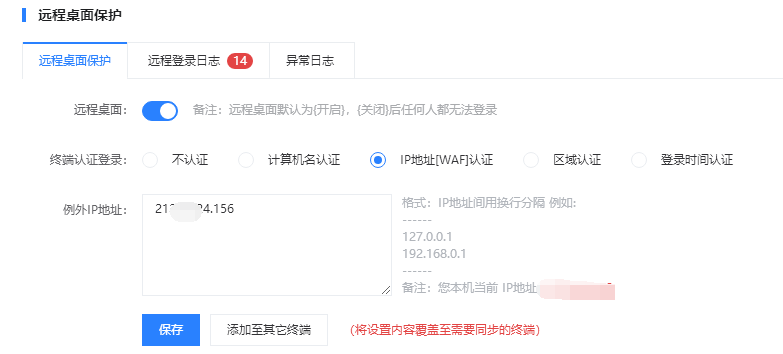 远程桌面保护
远程桌面保护 远程登录日志 14 异常日志
远程桌面： 备注：远程桌面默认为{开启}，{关闭}后任何人都无法登录
终端认证登录： 不认证 计算机名认证 IP地址[WAF]认证 区域认证 登录时间认证
例外IP地址： 4.156 格式：IP地址间用换行分隔 例如:
------
127.0.0.1
192.168.0.1
------
备注：您本机当前 IP地址
保存 添加至其它终端 (将设置内容覆盖至需要同步的终端)